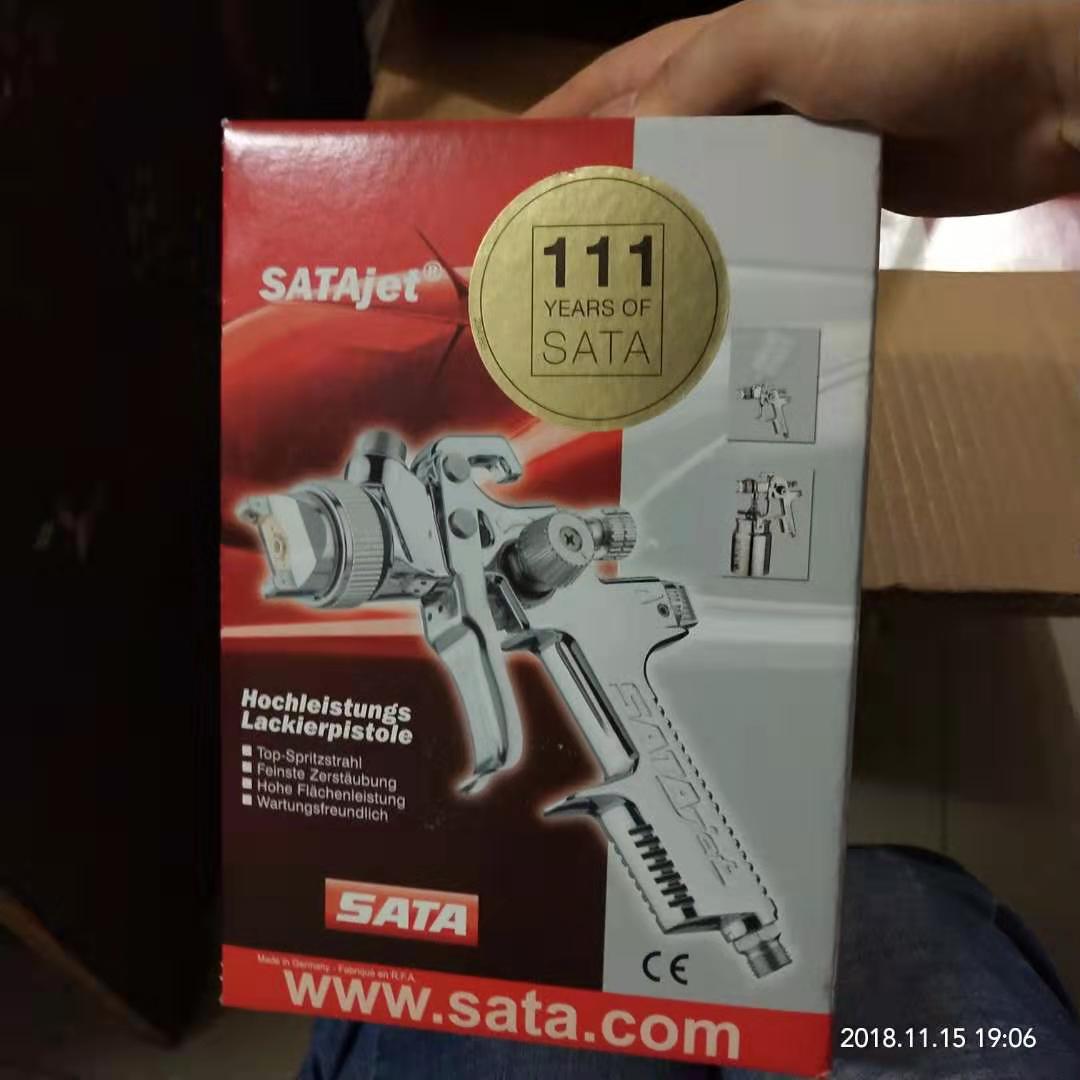 SATAjet®
111
YEARS OF
SATA
SATAjet
Hochleistungs
Lackierpistole
Top-Spritzstrahl
Feinste Zerstäubung
Hohe Flächenleistung
Wartungsfreundlich
SATA
CE
Made in Germany - Fabriqué en R.F.A.
www.sata.com
2018.11.15 19:06